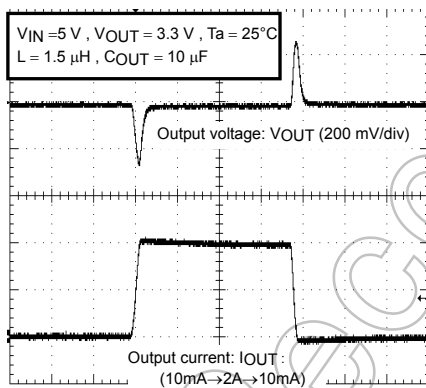 VIN =5 V , VOUT = 3.3 V , Ta = 25°C
L = 1.5 μH , COUT = 10 μF
Output voltage: VOUT (200 mV/div)
Output current: IOUT :
(10mA→2A→10mA)